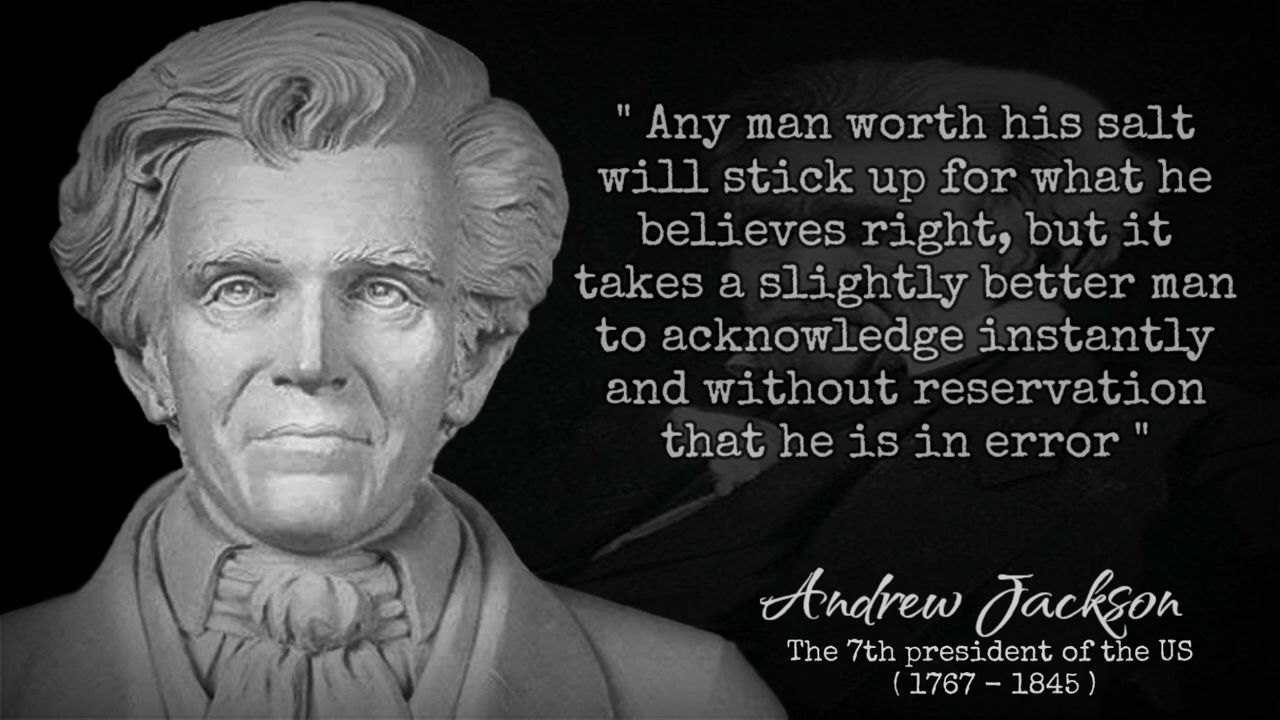 " Any man worth his salt
will stick up for what he
believes right, but it
takes a slightly better man
to acknowledge instantly
and without reservation
that he is in error "
Andrew Jackson
The 7th president of the US
( 1767 - 1845 )